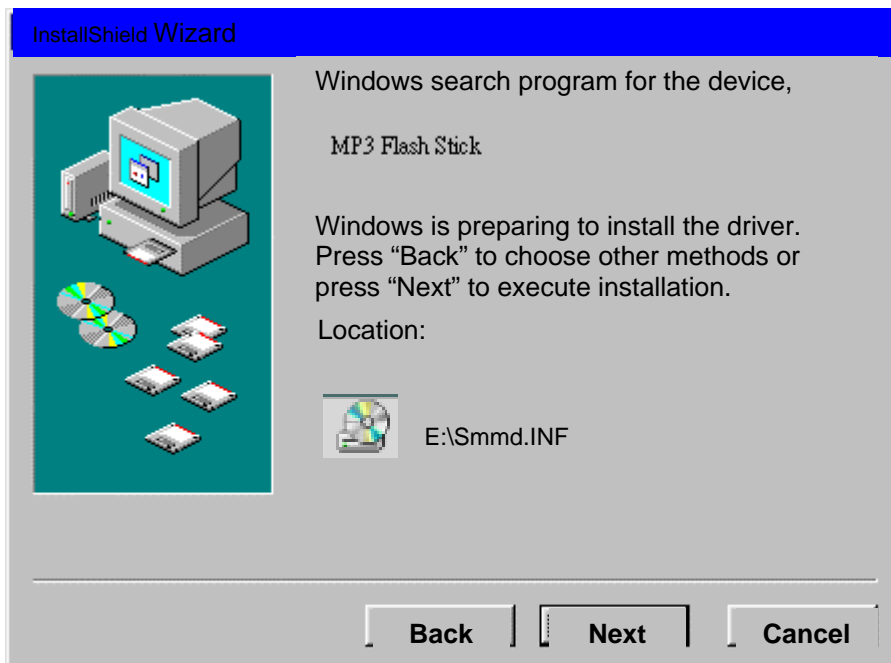 InstallShield Wizard
Windows search program for the device,
MP3 Flash Stick
Windows is preparing to install the driver.
Press “Back” to choose other methods or
press “Next” to execute installation.
Location:
E:\Smmd.INF
Back Next Cancel